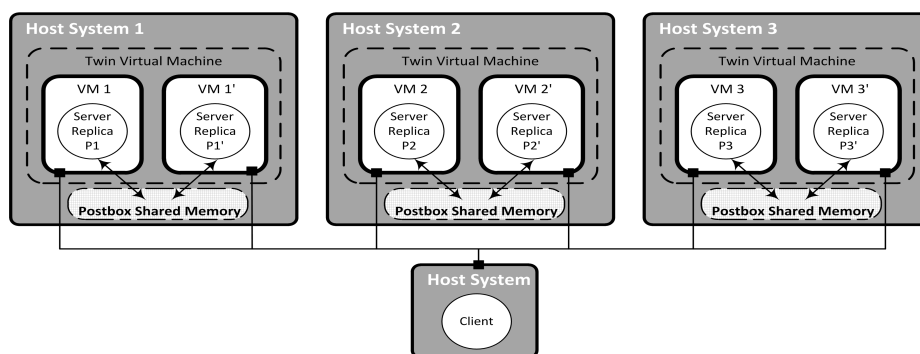 Host System 1
Twin Virtual Machine
VM 1
Server
Replica
P1
VM 1'
Server
Replica
P1'
Postbox Shared Memory
Host System 2
Twin Virtual Machine
VM 2
Server
Replica
P2
VM 2'
Server
Replica
P2'
Postbox Shared Memory
Host System 3
Twin Virtual Machine
VM 3
Server
Replica
P3
VM 3'
Server
Replica
P3'
Postbox Shared Memory
Host System
Client